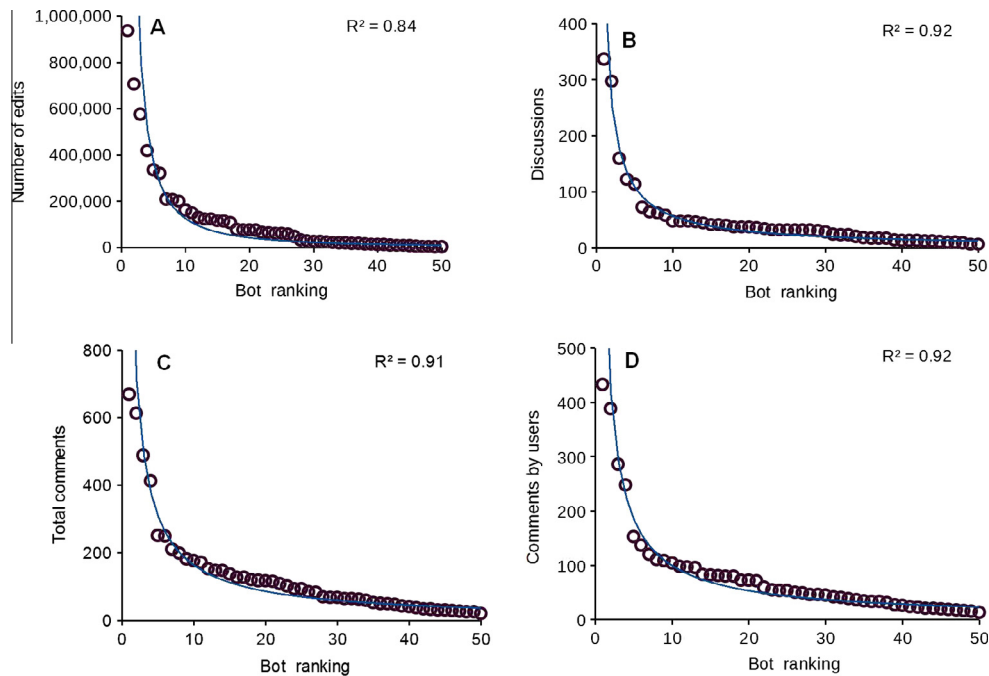 A
R² = 0.84
Number of edits
1,000,000
800,000
600,000
400,000
200,000
0
0 10 20 30 40 50
Bot ranking
B
R² = 0.92
Discussions
400
300
200
100
0
0 10 20 30 40 50
Bot ranking
C
R² = 0.91
Total comments
800
600
400
200
0
0 10 20 30 40 50
Bot ranking
D
R² = 0.92
Comments by users
500
400
300
200
100
0
0 10 20 30 40 50
Bot ranking